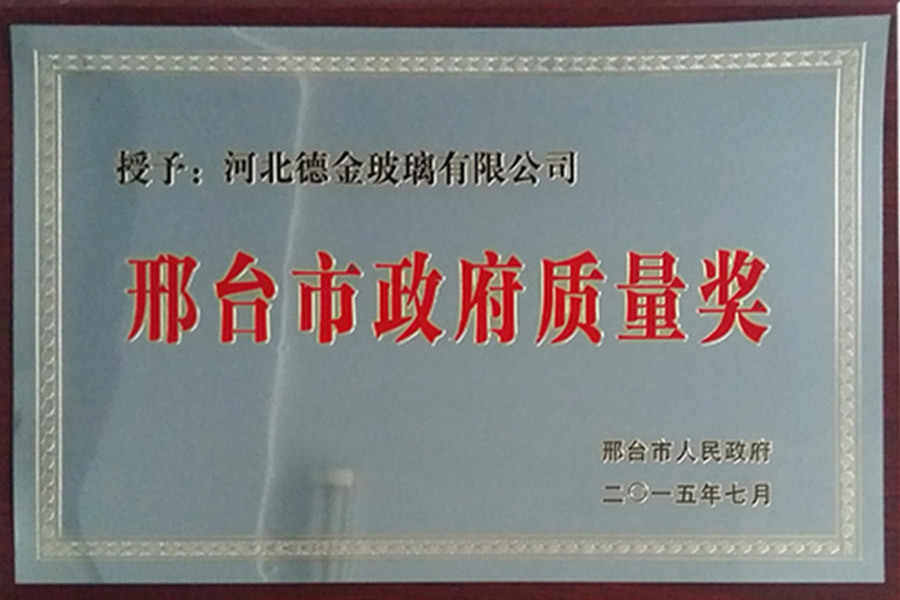 授予：河北德金玻璃有限公司
邢台市政府质量奖
邢台市人民政府
二〇一五年七月